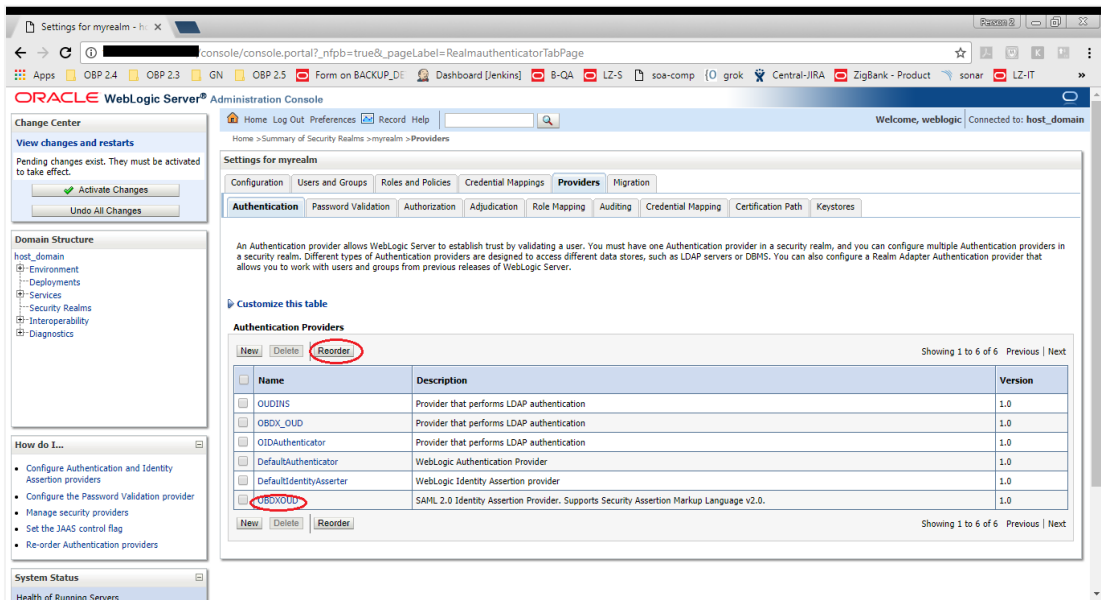 Settings for myrealm - h
Person 2
console/console.portal?_nfpb=true&_pageLabel=RealmauthenticatorTabPage
Apps OBP 2.4 OBP 2.3 GN OBP 2.5 Form on BACKUP_DE Dashboard [Jenkins] B-QA LZ-S soa-comp {O grok Central-JIRA ZigBank - Product sonar LZ-IT »
ORACLE WebLogic Server® Administration Console
Change Center
View changes and restarts
Pending changes exist. They must be activated
to take effect.
Activate Changes
Undo All Changes
Domain Structure
host_domain
Environment
Deployments
Services
Security Realms
Interoperability
Diagnostics
How do I...
Configure Authentication and Identity
Assertion providers
Configure the Password Validation provider
Manage security providers
Set the JAAS control flag
Re-order Authentication providers
System Status
Health of Running Servers
Home Log Out Preferences Record Help
Welcome, weblogic Connected to: host_domain
Home >Summary of Security Realms >myrealm >Providers
Settings for myrealm
Configuration Users and Groups Roles and Policies Credential Mappings Providers Migration
Authentication Password Validation Authorization Adjudication Role Mapping Auditing Credential Mapping Certification Path Keystores
An Authentication provider allows WebLogic Server to establish trust by validating a user. You must have one Authentication provider in a security realm, and you can configure multiple Authentication providers in
a security realm. Different types of Authentication providers are designed to access different data stores, such as LDAP servers or DBMS. You can also configure a Realm Adapter Authentication provider that
allows you to work with users and groups from previous releases of WebLogic Server.
Customize this table
Authentication Providers
New Delete Reorder
Showing 1 to 6 of 6 Previous | Next
Name Description Version
OUDINS Provider that performs LDAP authentication 1.0
OBDX_OUD Provider that performs LDAP authentication 1.0
OIDAuthenticator Provider that performs LDAP authentication 1.0
DefaultAuthenticator WebLogic Authentication Provider 1.0
DefaultIdentityAsserter WebLogic Identity Assertion provider 1.0
OBDXOUD SAML 2.0 Identity Assertion Provider. Supports Security Assertion Markup Language v2.0. 1.0
New Delete Reorder
Showing 1 to 6 of 6 Previous | Next